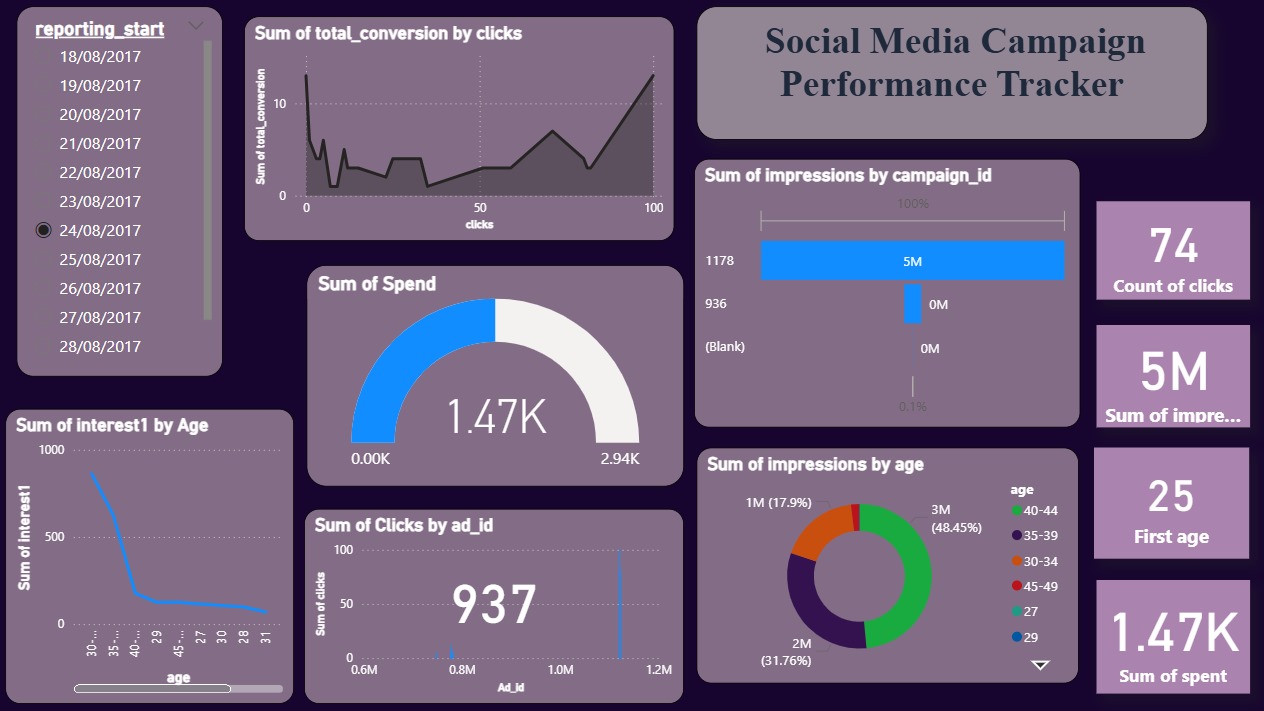 reporting_start
18/08/2017
19/08/2017
20/08/2017
21/08/2017
22/08/2017
23/08/2017
24/08/2017
25/08/2017
26/08/2017
27/08/2017
28/08/2017
Sum of total_conversion by clicks
Sum of total_conversion
10
0
0
50
100
clicks
Social Media Campaign
Performance Tracker
Sum of Spend
1.47K
0.00K
2.94K
Sum of impressions by campaign_id
100%
1178
5M
936
0M
(Blank)
0M
0.1%
74
Count of clicks
5M
Sum of impre...
25
First age
1.47K
Sum of spent
Sum of interest1 by Age
Sum of interest1
1000
500
0
30-...
35-...
40-...
29
45-...
27
30
28
31
age
Sum of Clicks by ad_id
Sum of clicks
100
50
0
937
0.6M
0.8M
1.0M
1.2M
Ad_Id
Sum of impressions by age
1M (17.9%)
3M
(48.45%)
2M
(31.76%)
age
40-44
35-39
30-34
45-49
27
29